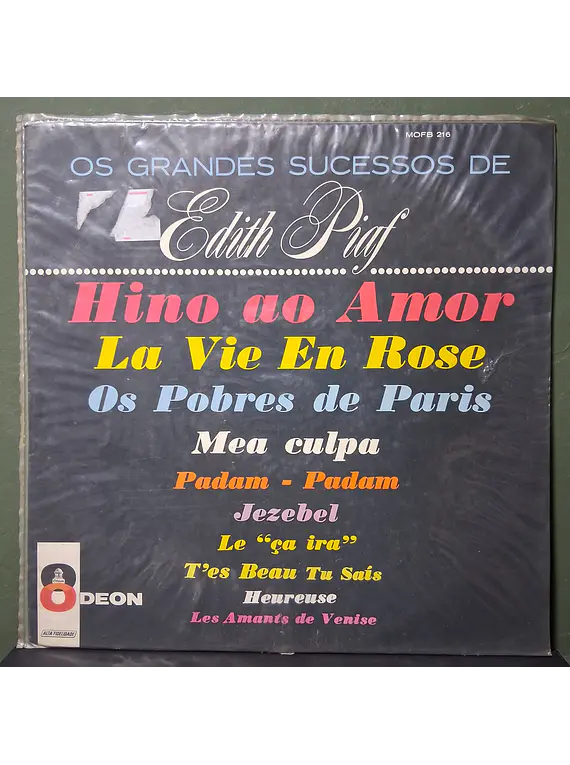 MOFB 216
OS GRANDES SUCESSOS DE
Edith Piaf
Hino ao Amor
La Vie En Rose
Os Pobres de Paris
Mea culpa
Padam - Padam
Jezebel
Le “ça ira”
T'es Beau Tu Saís
Heureuse
Les Amants de Venise
ODEON
ALTA FIDELIDADE